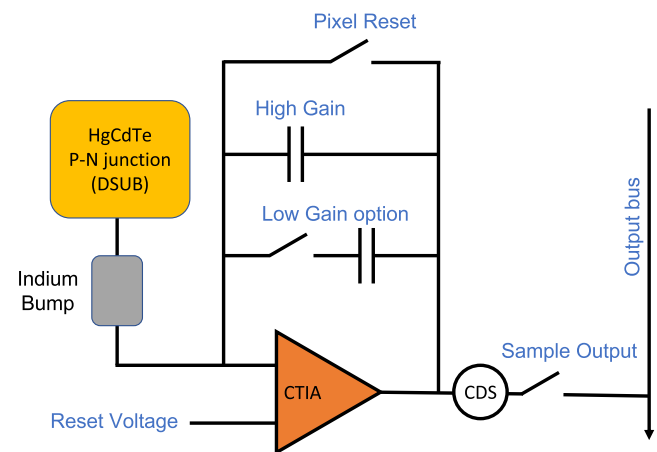 Pixel Reset
High Gain
HgCdTe
P-N junction
(DSUB)
Low Gain option
Output bus
Indium
Bump
Sample Output
CTIA
CDS
Reset Voltage